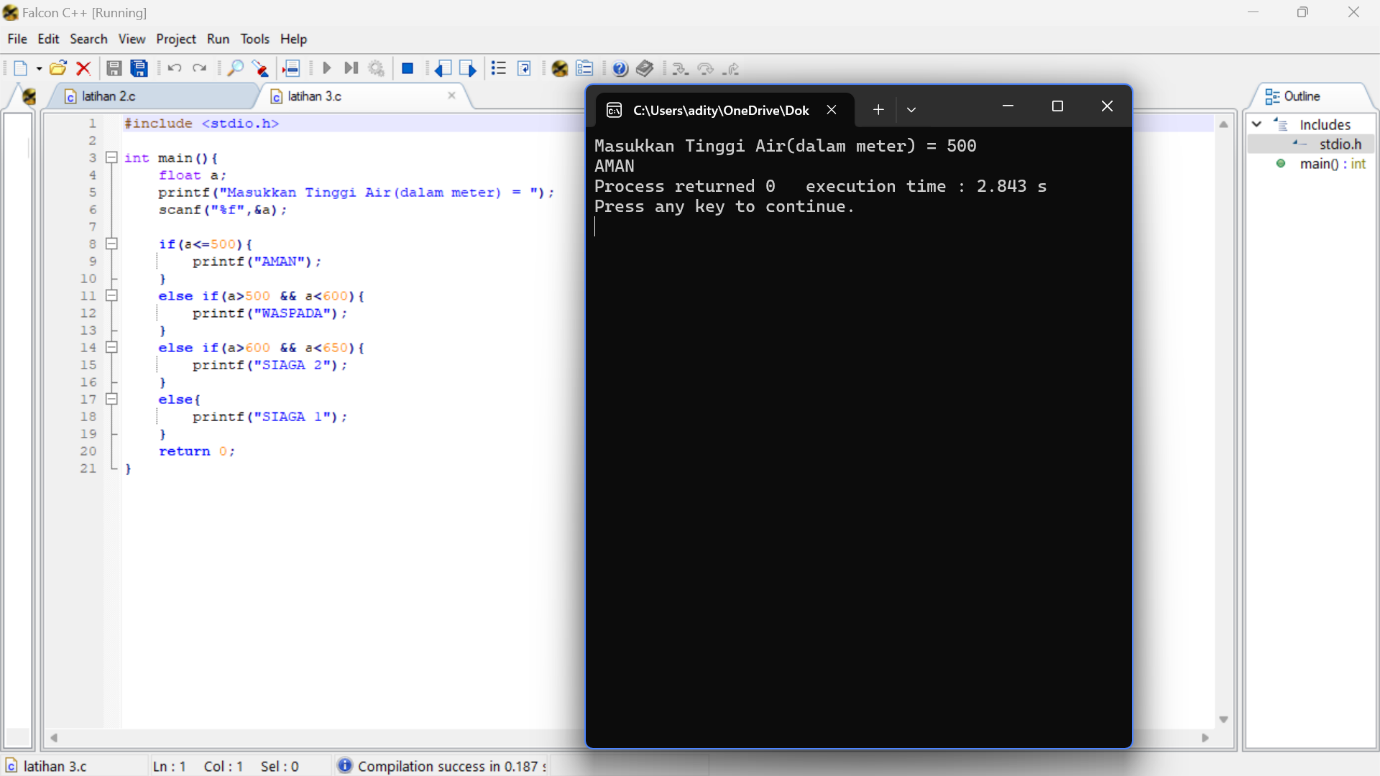 Falcon C++ [Running]
File Edit Search View Project Run Tools Help
latihan 2.c
latihan 3.c
1 #include <stdio.h>
2
3 int main(){
4 float a;
5 printf("Masukkan Tinggi Air(dalam meter) = ");
6 scanf("%f",&a);
7
8 if(a<=500){
9 printf("AMAN");
10 }
11 else if(a>500 && a<600){
12 printf("WASPADA");
13 }
14 else if(a>600 && a<650){
15 printf("SIAGA 2");
16 }
17 else{
18 printf("SIAGA 1");
19 }
20 return 0;
21 }
C:\Users\adity\OneDrive\Dok
Masukkan Tinggi Air(dalam meter) = 500
AMAN
Process returned 0   execution time : 2.843 s
Press any key to continue.
Outline
Includes
stdio.h
main() : int
latihan 3.c
Ln : 1 Col : 1 Sel : 0
Compilation success in 0.187 s